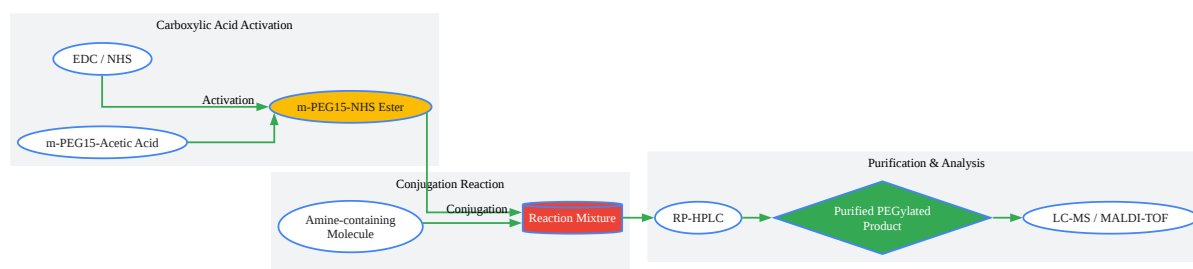 Carboxylic Acid Activation
EDC / NHS
Activation
m-PEG15-NHS Ester
m-PEG15-Acetic Acid
Conjugation Reaction
Amine-containing
Molecule
Conjugation
Reaction Mixture
Purification & Analysis
RP-HPLC
Purified PEGylated
Product
LC-MS / MALDI-TOF